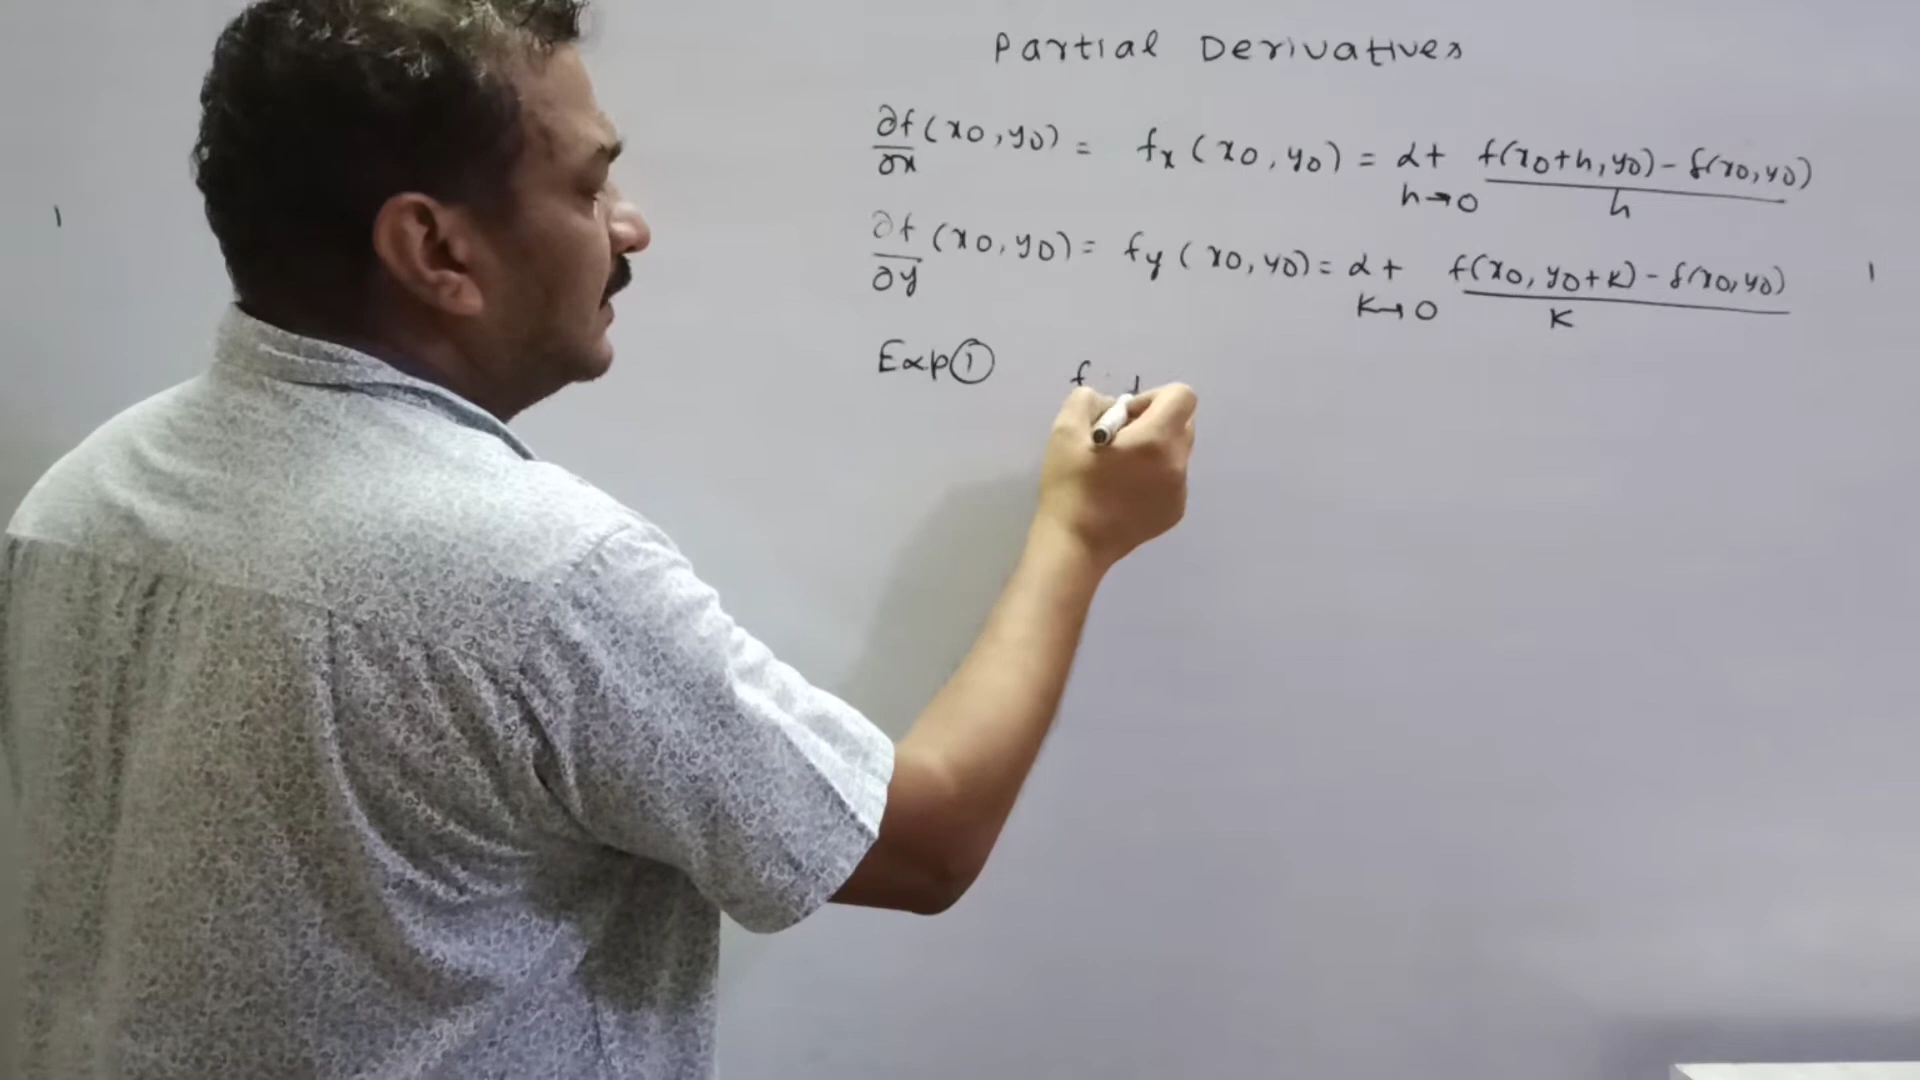 Partial Derivatives
∂f/∂x (x0, y0) = fx (x0, y0) = Lt h→0 f(x0+h, y0) - f(x0, y0) / h
∂f/∂y (x0, y0) = fy (x0, y0) = Lt k→0 f(x0, y0+k) - f(x0, y0) / k
Exp ① f